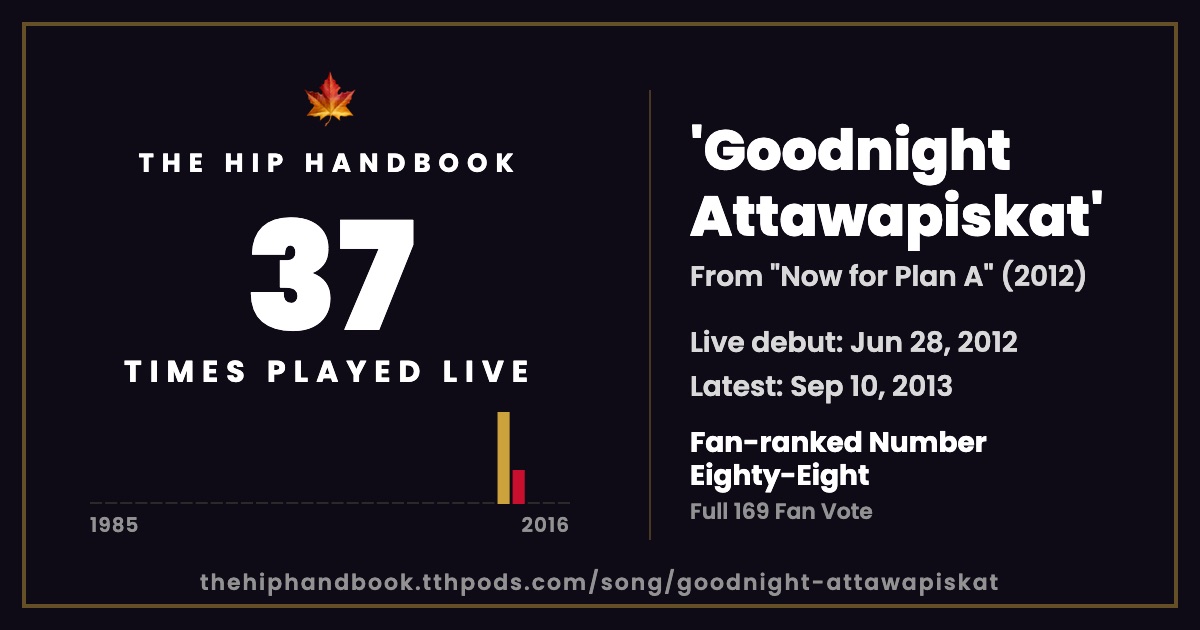 THE HIP HANDBOOK
37
TIMES PLAYED LIVE
1985
2016
'Goodnight
Attawapiskat'
From "Now for Plan A" (2012)
Live debut: Jun 28, 2012
Latest: Sep 10, 2013
Fan-ranked Number
Eighty-Eight
Full 169 Fan Vote
thehiphandbook.tthpods.com/song/goodnight-attawapiskat